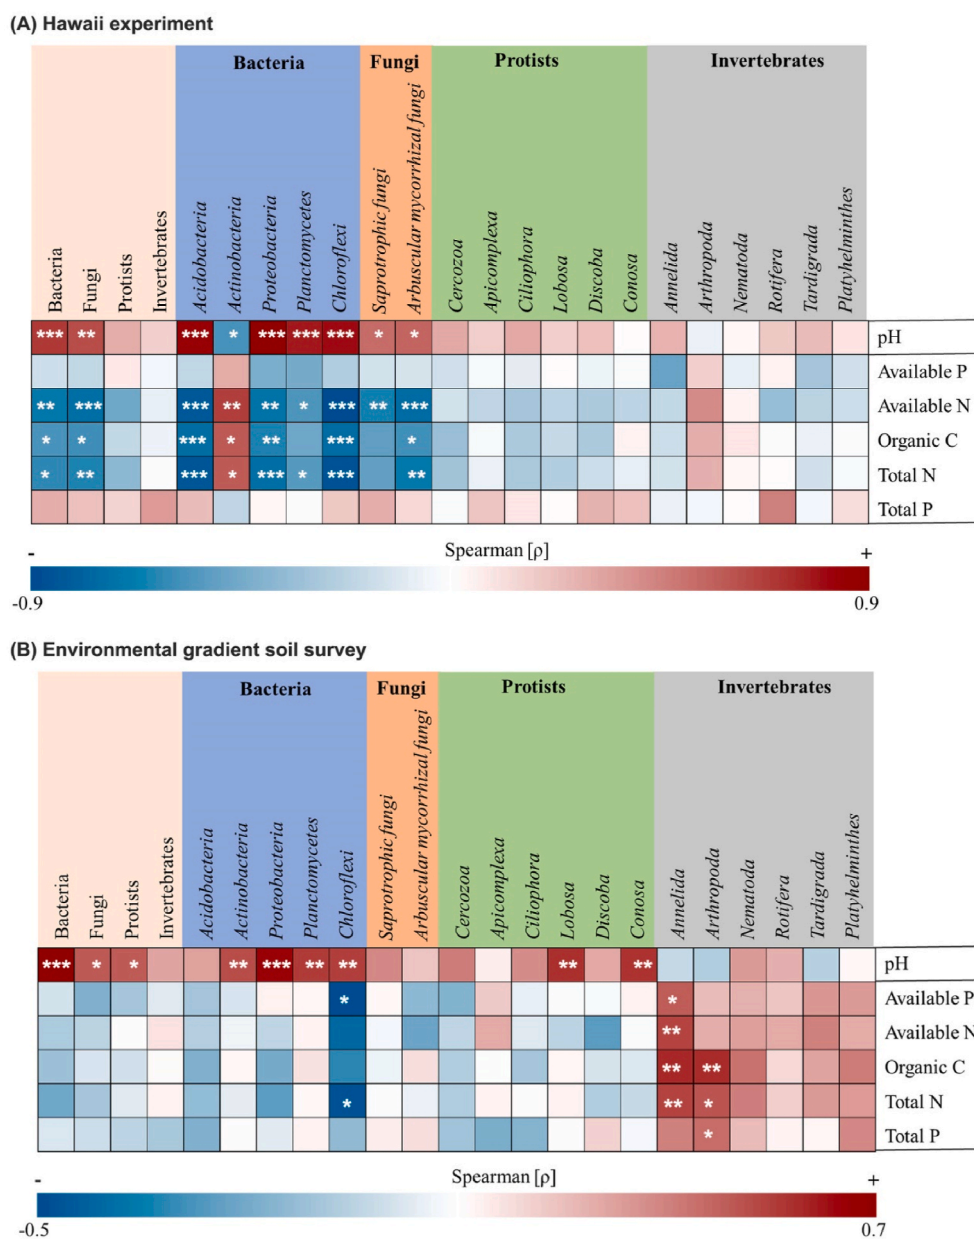 (A) Hawaii experiment
Bacteria Fungi Protists Invertebrates
Bacteria
Fungi
Protists
Invertebrates
Acidobacteria
Actinobacteria
Proteobacteria
Planctomycetes
Chloroflexi
Saprotrophic fungi
Arbuscular mycorrhizal fungi
Cercozoa
Apicomplexa
Ciliophora
Lobosa
Discoba
Conosa
Annelida
Arthropoda
Nematoda
Rotifera
Tardigrada
Platyhelminthes
*** ** *** * *** *** *** * * pH
Available P
** *** *** ** ** * *** ** *** Available N
* * *** * ** *** * Organic C
* ** *** * *** * *** ** Total N
Total P
- Spearman [ρ] +
-0.9 0.9
(B) Environmental gradient soil survey
Bacteria Fungi Protists Invertebrates
Bacteria
Fungi
Protists
Invertebrates
Acidobacteria
Actinobacteria
Proteobacteria
Planctomycetes
Chloroflexi
Saprotrophic fungi
Arbuscular mycorrhizal fungi
Cercozoa
Apicomplexa
Ciliophora
Lobosa
Discoba
Conosa
Annelida
Arthropoda
Nematoda
Rotifera
Tardigrada
Platyhelminthes
*** * * ** *** ** ** ** ** pH
* * Available P
** Available N
** ** Organic C
* ** * Total N
* Total P
- Spearman [ρ] +
-0.5 0.7